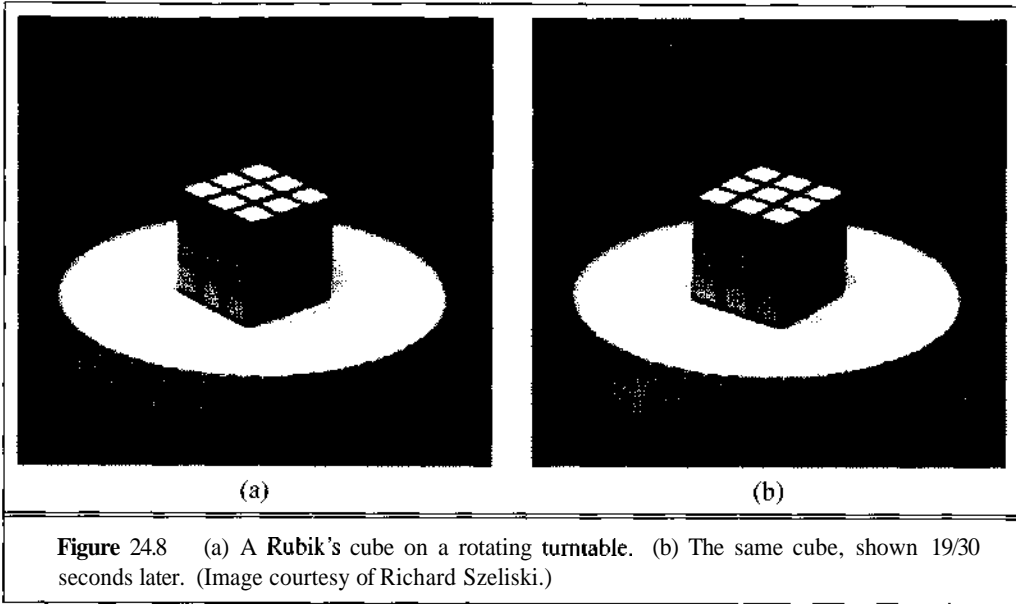 (a) (b)
Figure 24.8 (a) A Rubik's cube on a rotating turntable. (b) The same cube, shown 19/30
seconds later. (Image courtesy of Richard Szeliski.)